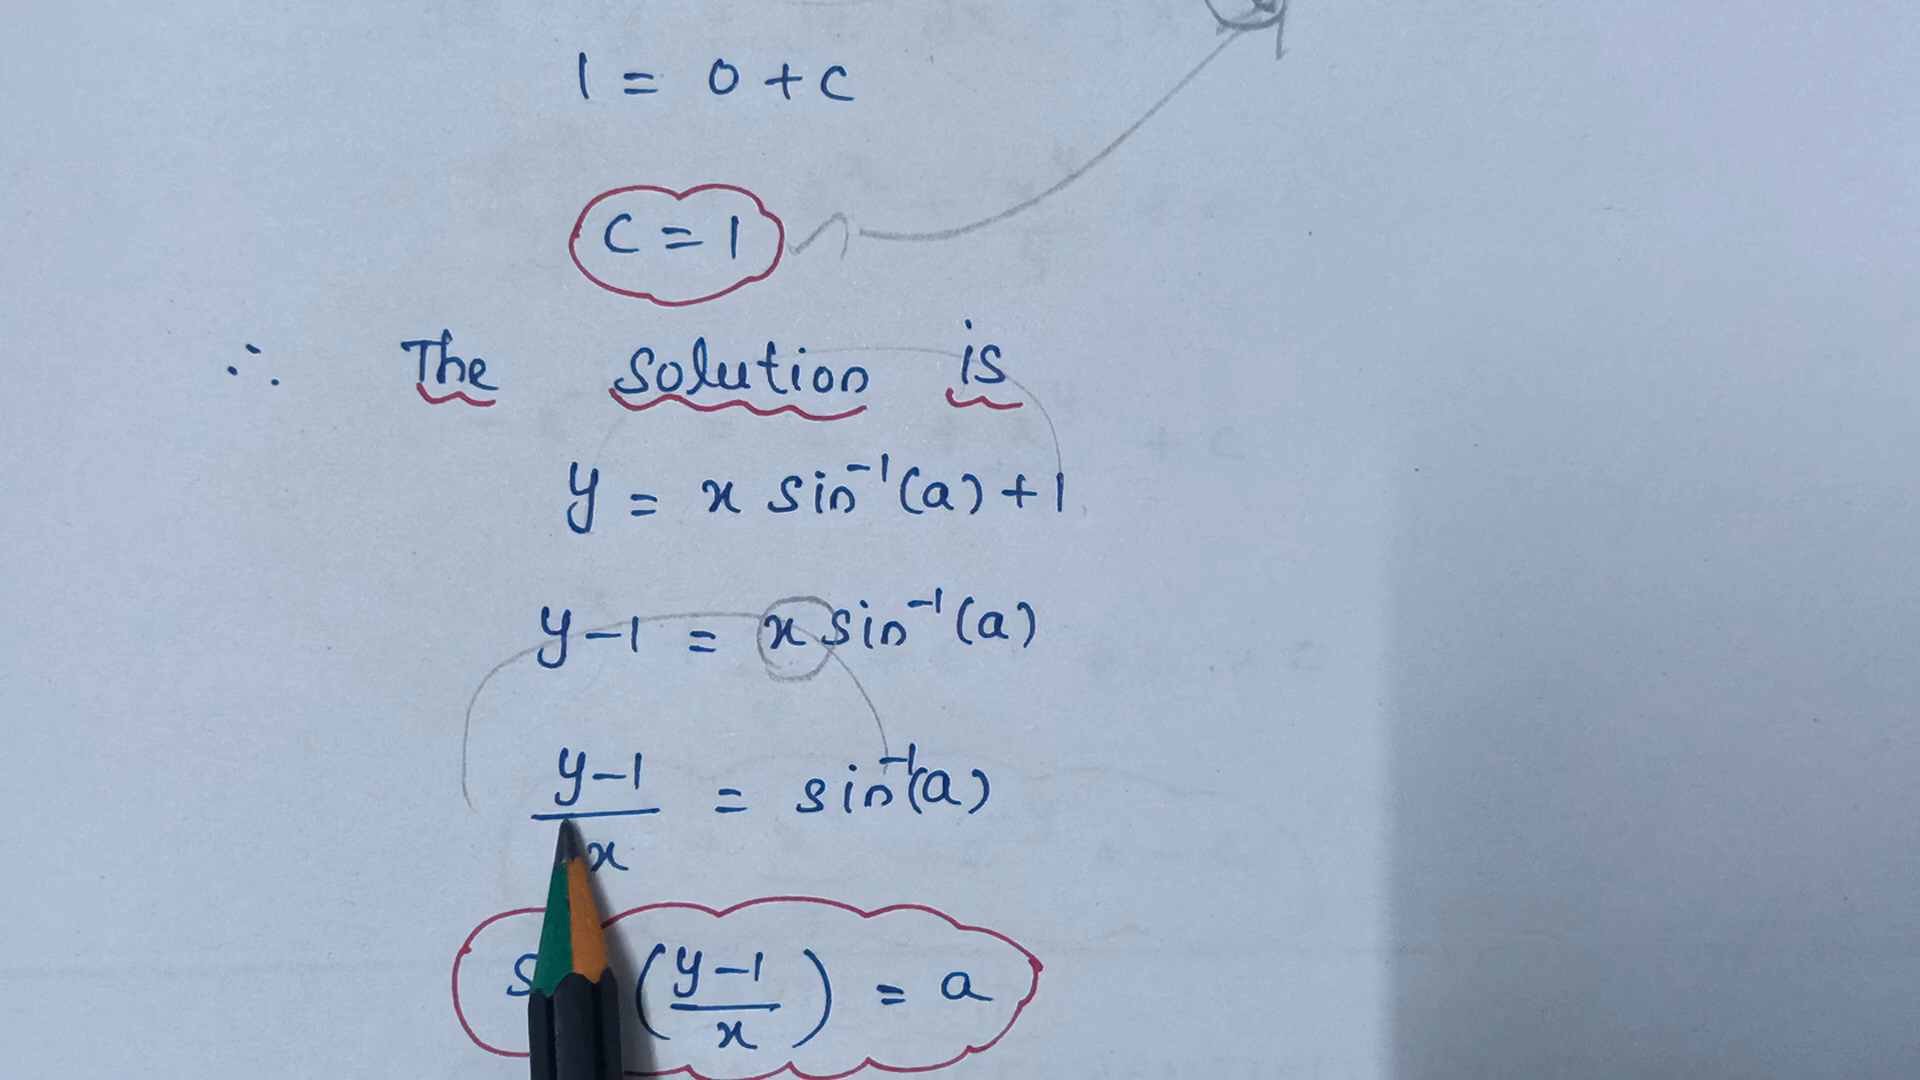 1 = 0 + c
c = 1
∴ The solution is
y = x sin⁻¹(a) + 1
y - 1 = x sin⁻¹(a)
(y - 1)/x = sin⁻¹(a)
((y - 1)/x) = a